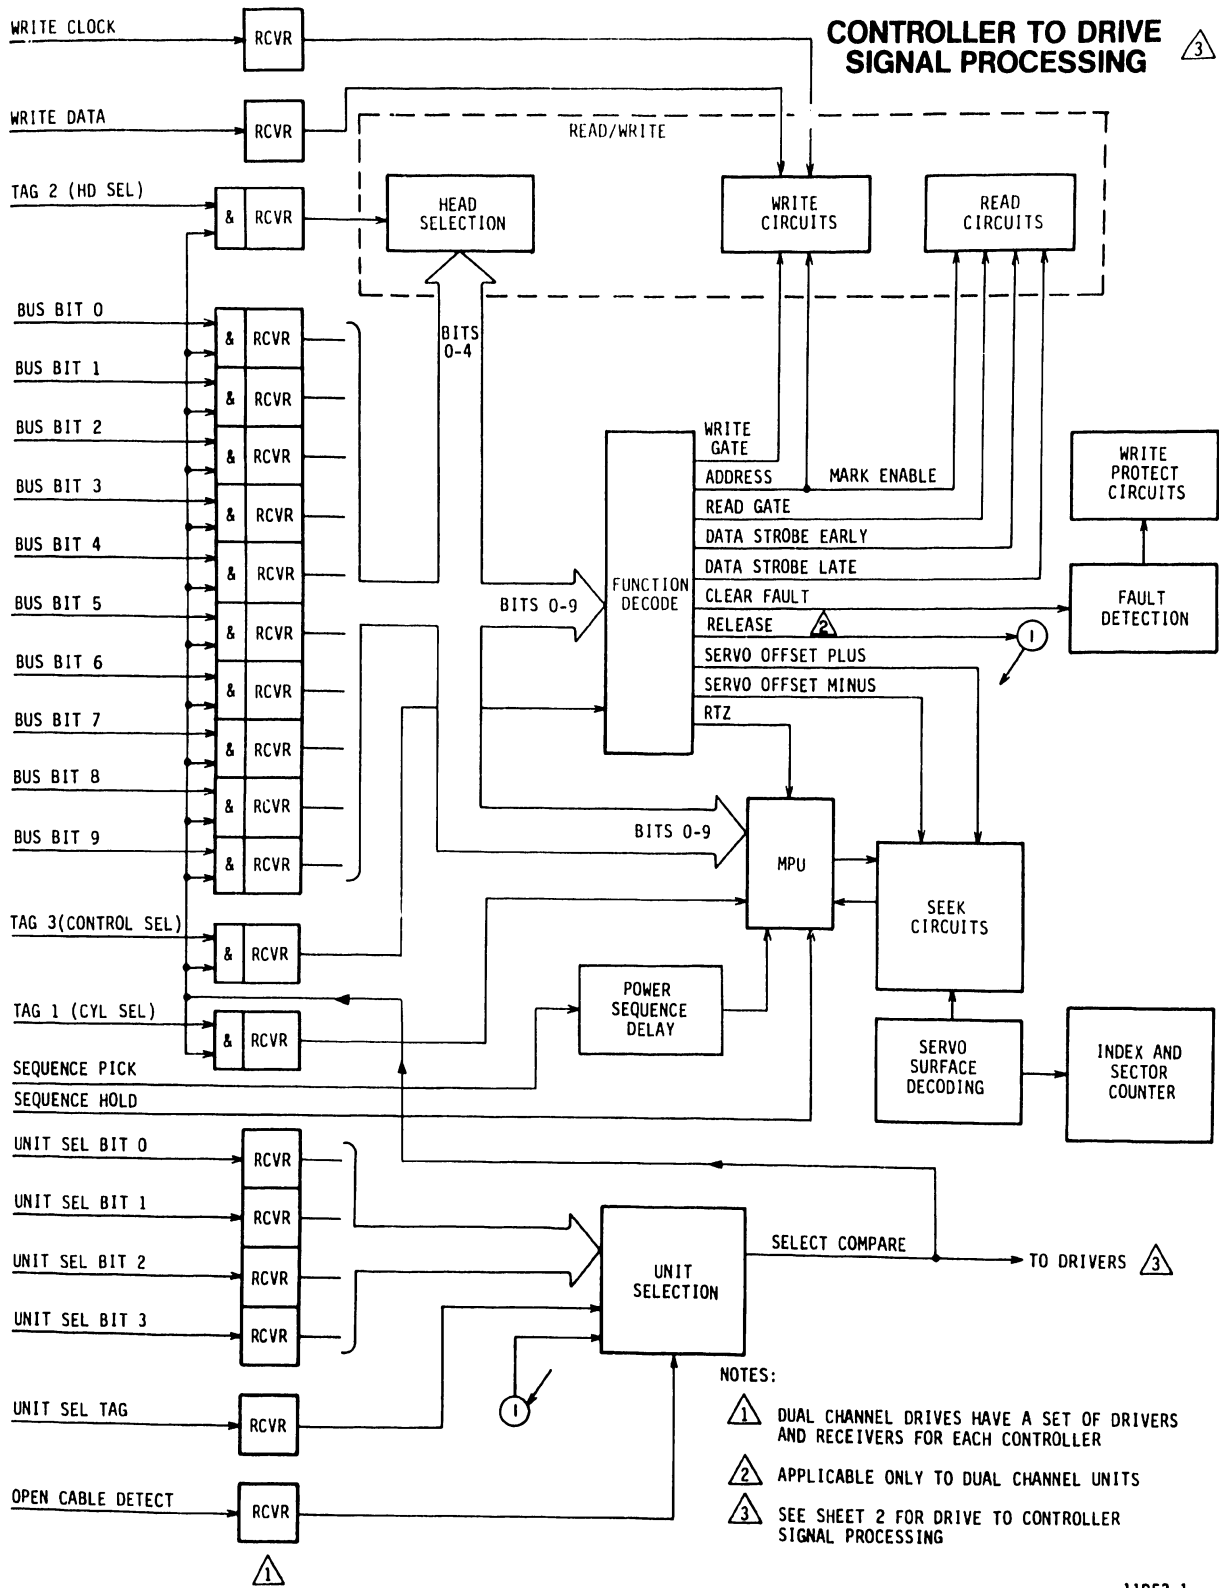 CONTROLLER TO DRIVE
SIGNAL PROCESSING
3
WRITE CLOCK
RCVR
WRITE DATA
RCVR
READ/WRITE
TAG 2 (HD SEL)
& RCVR
HEAD
SELECTION
WRITE
CIRCUITS
READ
CIRCUITS
BUS BIT 0
& RCVR
BUS BIT 1
& RCVR
BUS BIT 2
& RCVR
BUS BIT 3
& RCVR
BUS BIT 4
& RCVR
BUS BIT 5
& RCVR
BUS BIT 6
& RCVR
BUS BIT 7
& RCVR
BUS BIT 8
& RCVR
BUS BIT 9
& RCVR
BITS
0-4
BITS 0-9
FUNCTION
DECODE
WRITE
GATE
ADDRESS MARK ENABLE
READ GATE
DATA STROBE EARLY
DATA STROBE LATE
CLEAR FAULT
RELEASE
2
1
SERVO OFFSET PLUS
SERVO OFFSET MINUS
RTZ
WRITE
PROTECT
CIRCUITS
FAULT
DETECTION
BITS 0-9
MPU
SEEK
CIRCUITS
TAG 3(CONTROL SEL)
& RCVR
TAG 1 (CYL SEL)
& RCVR
POWER
SEQUENCE
DELAY
SERVO
SURFACE
DECODING
INDEX AND
SECTOR
COUNTER
SEQUENCE PICK
SEQUENCE HOLD
UNIT SEL BIT 0
RCVR
UNIT SEL BIT 1
RCVR
UNIT SEL BIT 2
RCVR
UNIT SEL BIT 3
RCVR
UNIT
SELECTION
SELECT COMPARE
TO DRIVERS 3
1
UNIT SEL TAG
RCVR
OPEN CABLE DETECT
RCVR
1
NOTES:
1 DUAL CHANNEL DRIVES HAVE A SET OF DRIVERS
AND RECEIVERS FOR EACH CONTROLLER
2 APPLICABLE ONLY TO DUAL CHANNEL UNITS
3 SEE SHEET 2 FOR DRIVE TO CONTROLLER
SIGNAL PROCESSING